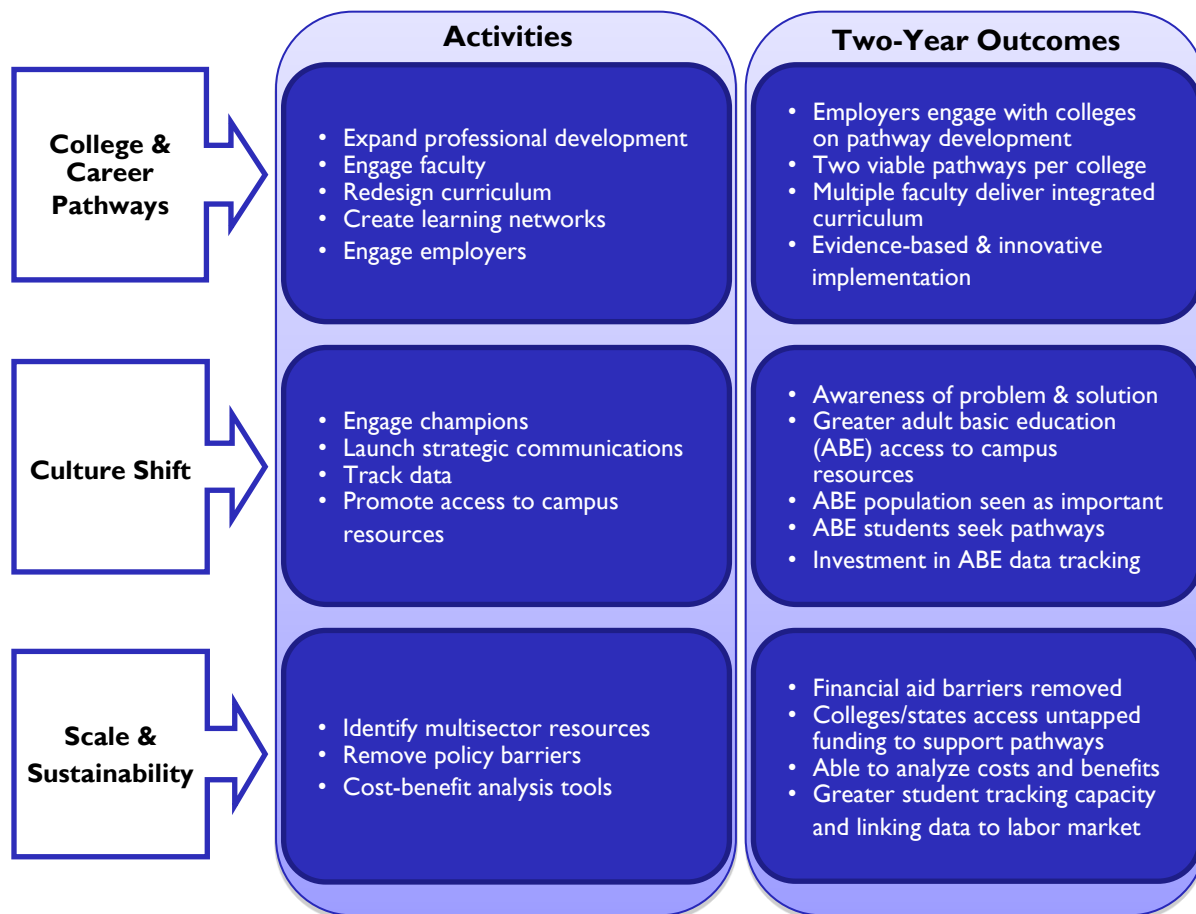 Activities
Two-Year Outcomes
College &
Career
Pathways
• Expand professional development
• Engage faculty
• Redesign curriculum
• Create learning networks
• Engage employers
• Employers engage with colleges
on pathway development
• Two viable pathways per college
• Multiple faculty deliver integrated
curriculum
• Evidence-based & innovative
implementation
Culture Shift
• Engage champions
• Launch strategic communications
• Track data
• Promote access to campus
resources
• Awareness of problem & solution
• Greater adult basic education
(ABE) access to campus
resources
• ABE population seen as important
• ABE students seek pathways
• Investment in ABE data tracking
Scale &
Sustainability
• Identify multisector resources
• Remove policy barriers
• Cost-benefit analysis tools
• Financial aid barriers removed
• Colleges/states access untapped
funding to support pathways
• Able to analyze costs and benefits
• Greater student tracking capacity
and linking data to labor market